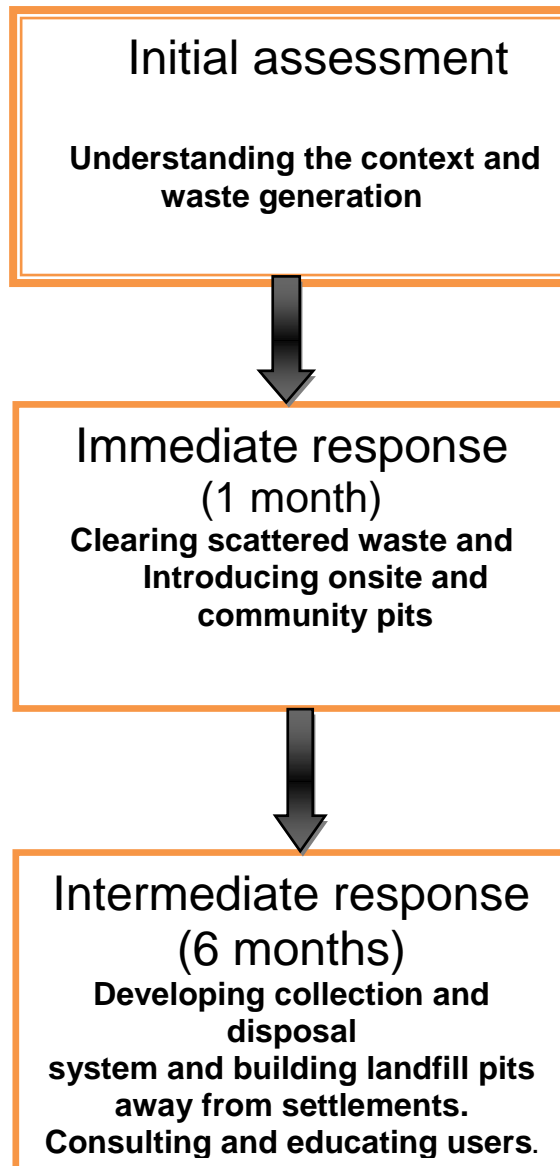 Initial assessment
Understanding the context and
waste generation
Immediate response
(1 month)
Clearing scattered waste and
Introducing onsite and
community pits
Intermediate response
(6 months)
Developing collection and
disposal
system and building landfill pits
away from settlements.
Consulting and educating users.